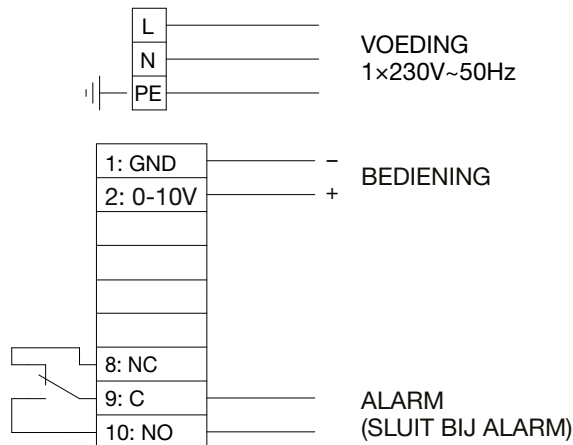 L
N
PE
VOEDING
1×230V~50Hz
1: GND
2: 0-10V
–
+
BEDIENING
8: NC
9: C
10: NO
ALARM
(SLUIT BIJ ALARM)